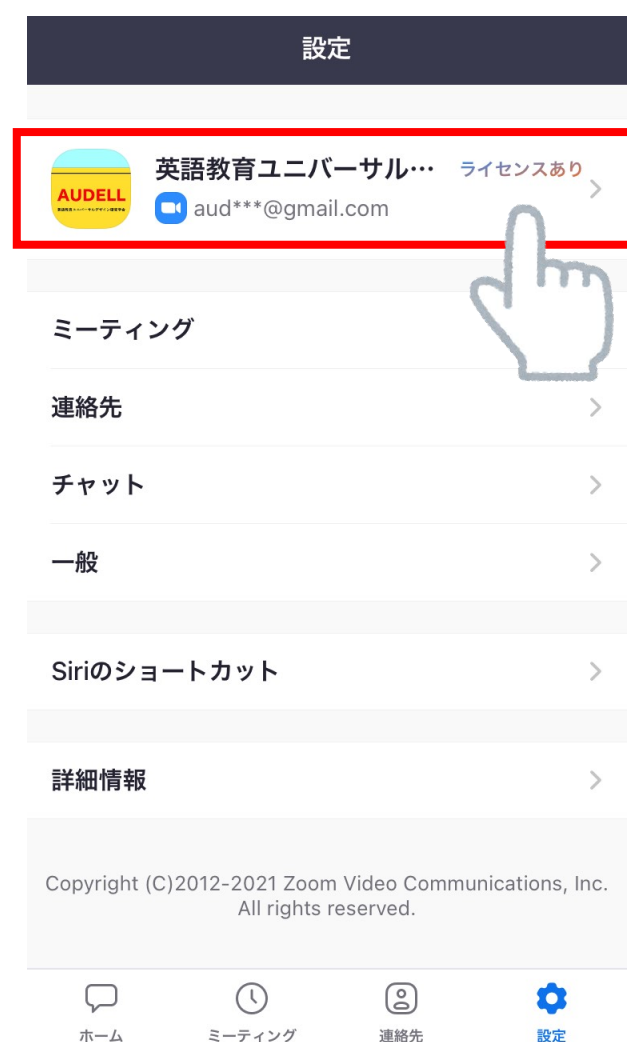 設定
英語教育ユニバーサル… ライセンスあり
AUDELL
aud***@gmail.com
ミーティング
連絡先
チャット
一般
Siriのショートカット
詳細情報
Copyright (C)2012-2021 Zoom Video Communications, Inc.
All rights reserved.
ホーム ミーティング 連絡先 設定